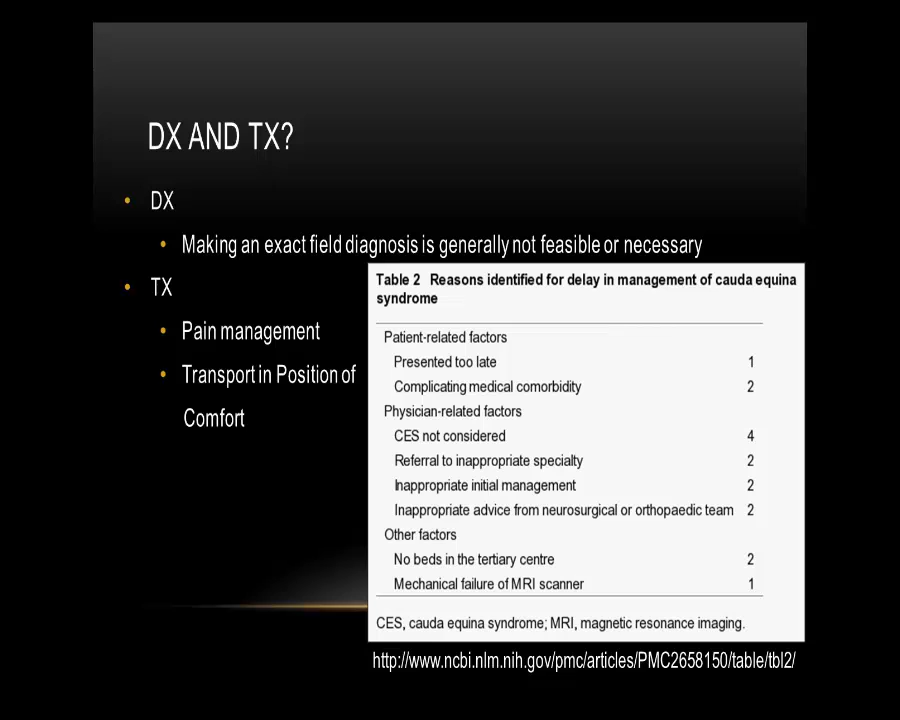 DX AND TX?
• DX
• Making an exact field diagnosis is generally not feasible or necessary
• TX
• Pain management
• Transport in Position of
Comfort
Table 2 Reasons identified for delay in management of cauda equina
syndrome
Patient-related factors
Presented too late 1
Complicating medical comorbidity 2
Physician-related factors
CES not considered 4
Referral to inappropriate specialty 2
Inappropriate initial management 2
Inappropriate advice from neurosurgical or orthopaedic team 2
Other factors
No beds in the tertiary centre 2
Mechanical failure of MRI scanner 1
CES, cauda equina syndrome; MRI, magnetic resonance imaging.
http://www.ncbi.nlm.nih.gov/pmc/articles/PMC2658150/table/tbl2/